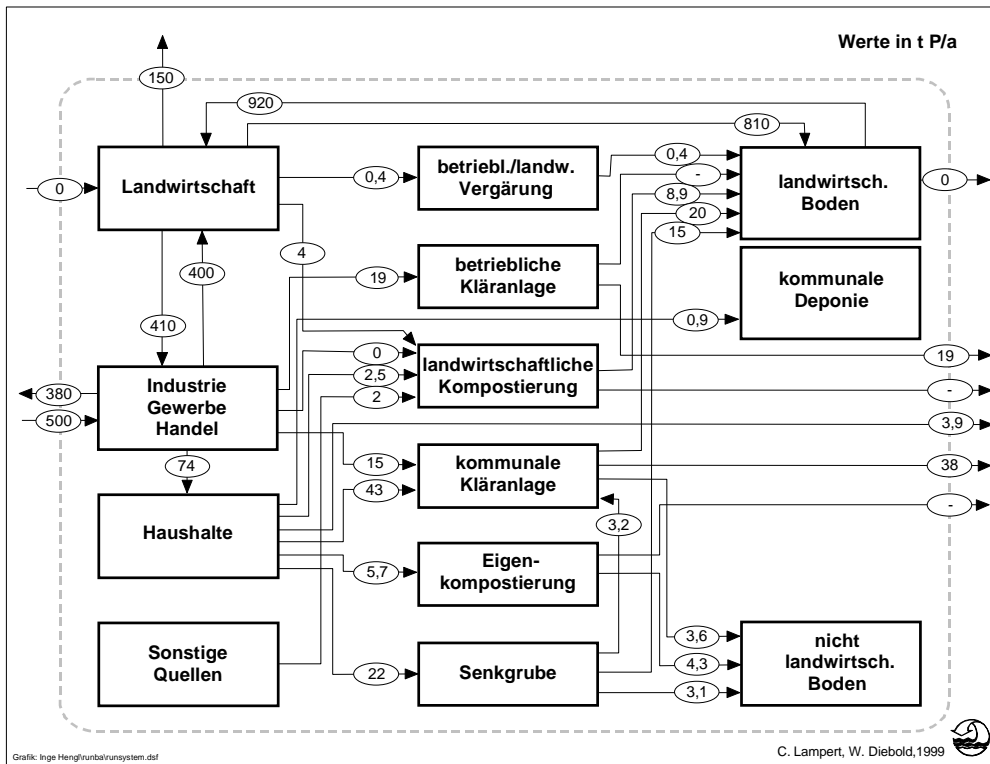 Werte in t P/a
150
920
810
Landwirtschaft
0
0,4
betriebl./landw.
Vergärung
0,4
-
8,9
20
15
landwirtsch.
Boden
0
4
400
410
19
betriebliche
Kläranlage
kommunale
Deponie
0,9
19
380
500
Industrie
Gewerbe
Handel
0
2,5
2
landwirtschaftliche
Kompostierung
-
3,9
74
15
43
kommunale
Kläranlage
38
Haushalte
3,2
-
5,7
Eigen-
kompostierung
Sonstige
Quellen
22
Senkgrube
3,6
4,3
3,1
nicht
landwirtsch.
Boden
C. Lampert, W. Diebold,1999
Grafik: Inge Hengl\runba\runsystem.dsf